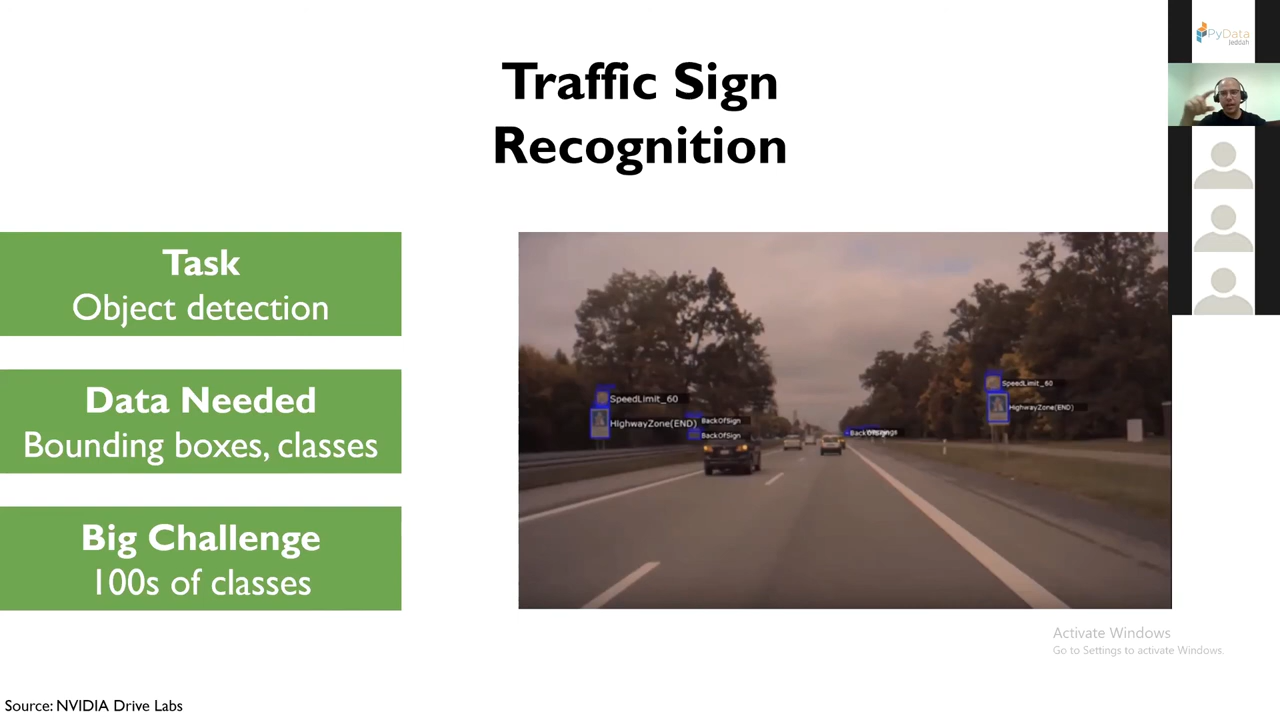 Traffic Sign
Recognition
Task
Object detection
Data Needed
Bounding boxes, classes
Big Challenge
100s of classes
SpeedLimit_60
HighwayZone(END)
BackOfSign
BackOfSign
SpeedLimit_60
HighwayZone(END)
PyData
Jeddah
Activate Windows
Go to Settings to activate Windows.
Source: NVIDIA Drive Labs